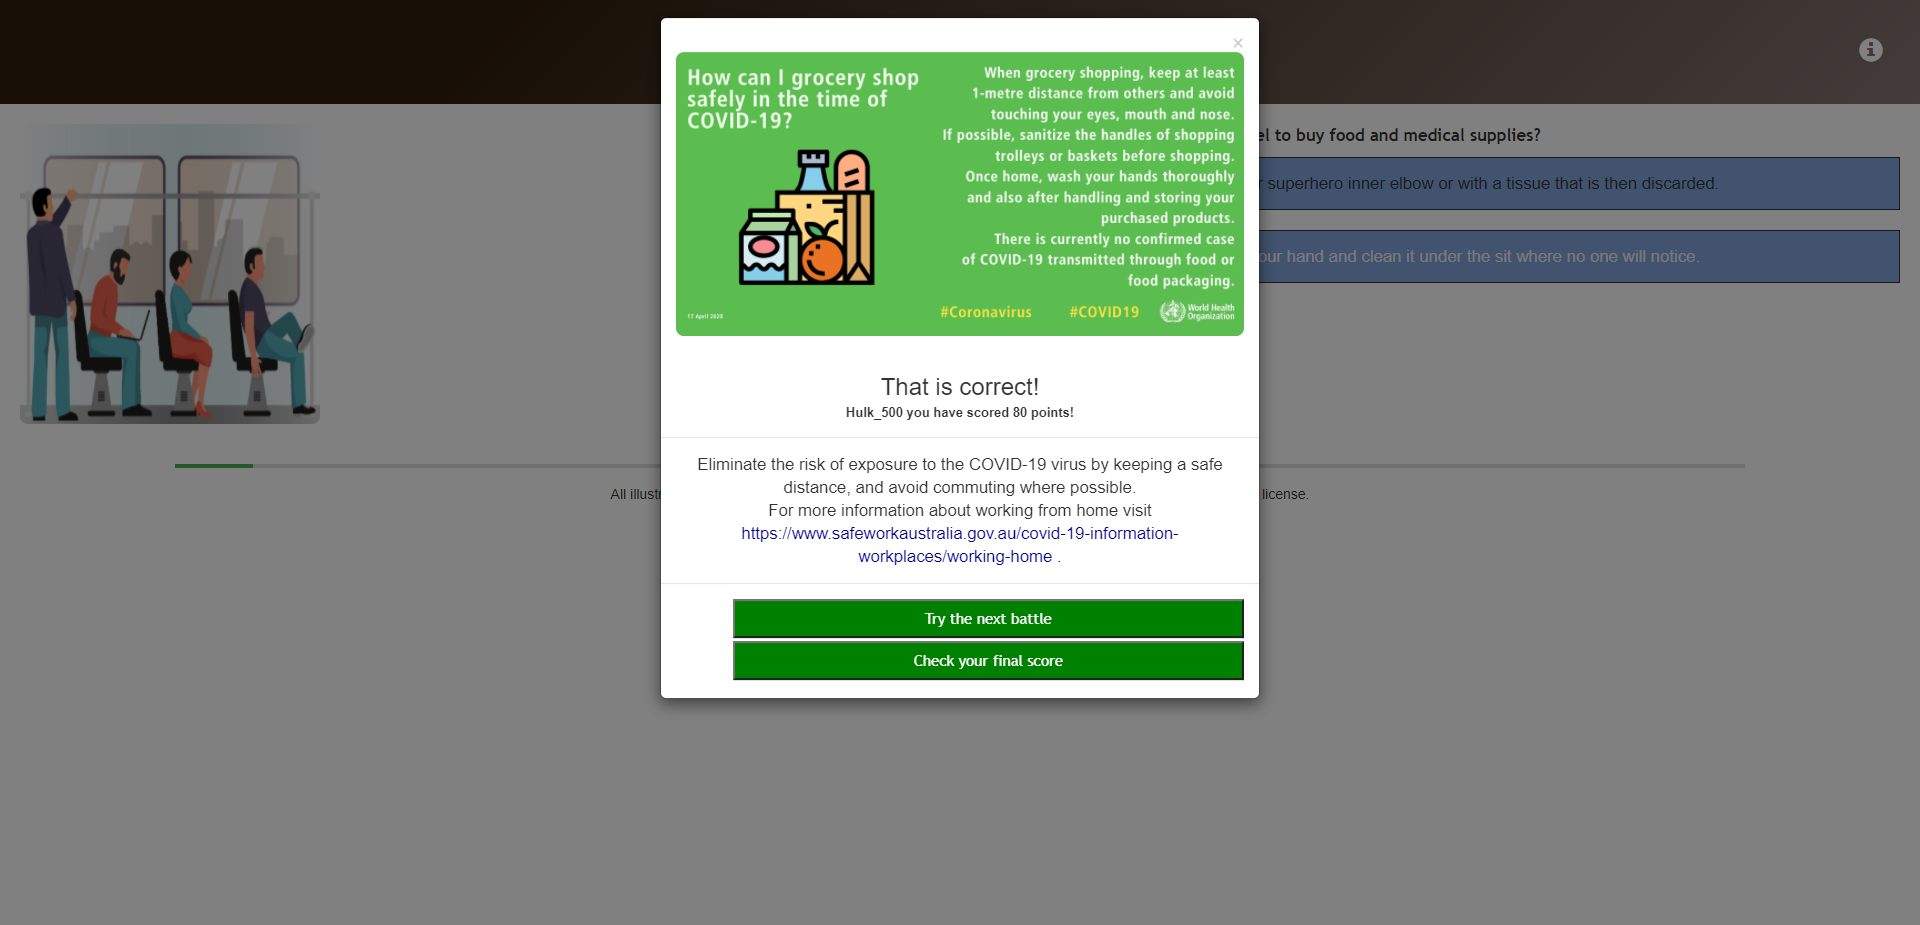 How can I grocery shop
safely in the time of
COVID-19?
When grocery shopping, keep at least
1-metre distance from others and avoid
touching your eyes, mouth and nose.
If possible, sanitize the handles of shopping
trolleys or baskets before shopping.
Once home, wash your hands thoroughly
and also after handling and storing your
purchased products.
There is currently no confirmed case
of COVID-19 transmitted through food or
food packaging.
17 April 2020
#Coronavirus #COVID19 World Health
Organization
to buy food and medical supplies?
superhero inner elbow or with a tissue that is then discarded.
hand and clean it under the sit where no one will notice.
That is correct!
Hulk_500 you have scored 80 points!
Eliminate the risk of exposure to the COVID-19 virus by keeping a safe
distance, and avoid commuting where possible.
For more information about working from home visit
https://www.safeworkaustralia.gov.au/covid-19-information-
workplaces/working-home .
All
license.
Try the next battle
Check your final score